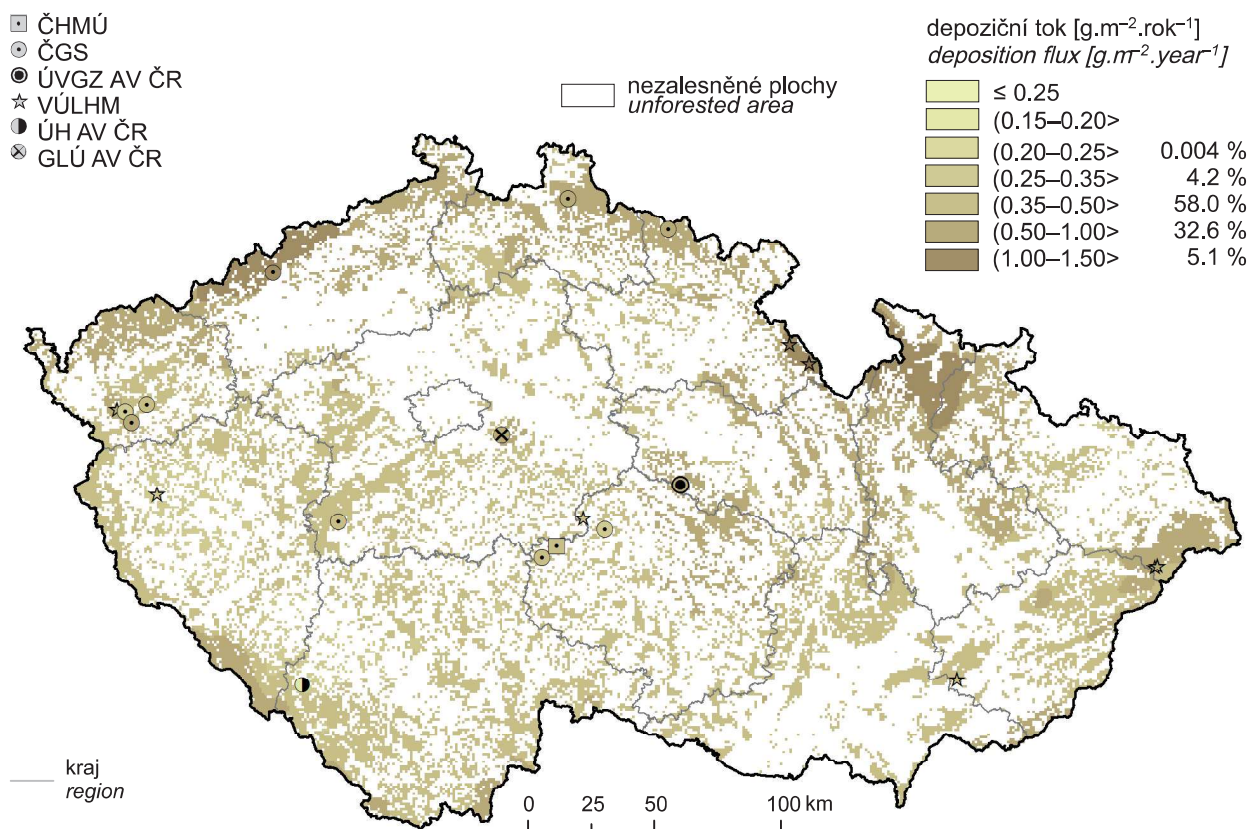 ČHMÚ
ČGS
ÚVGZ AV ČR
VÚLHM
ÚH AV ČR
GLÚ AV ČR
nezalesněné plochy
unforested area
depoziční tok [g.m⁻².rok⁻¹]
deposition flux [g.m⁻².year⁻¹]
≤ 0.25
(0.15–0.20>
(0.20–0.25> 0.004 %
(0.25–0.35> 4.2 %
(0.35–0.50> 58.0 %
(0.50–1.00> 32.6 %
(1.00–1.50> 5.1 %
kraj
region
0 25 50 100 km